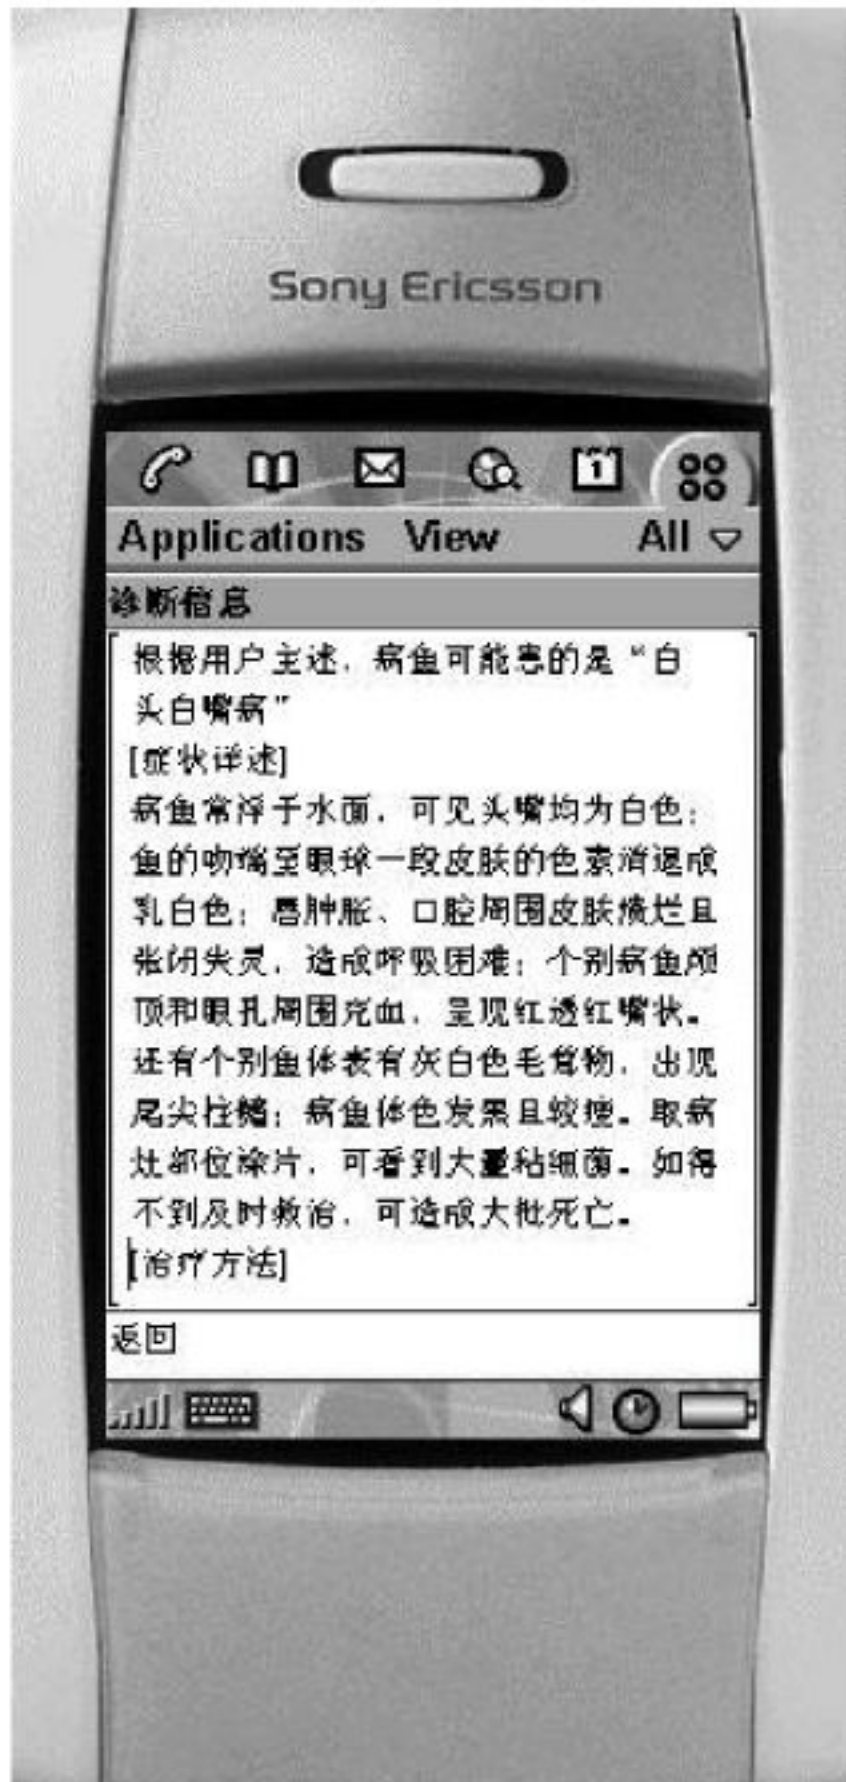 Sony Ericsson
1
Applications View All
诊断信息
根据用户主述，病鱼可能患的是“白
头白嘴病”
[症状详述]
病鱼常浮于水面，可见头嘴均为白色；
鱼的吻端至眼球一段皮肤的色素消退成
乳白色；唇肿胀、口腔周围皮肤溃烂且
张闭失灵，造成呼吸困难；个别病鱼颅
顶和眼孔周围充血，呈现红透红嘴状。
还有个别鱼体表有灰白色毛茸物，出现
尾尖柱鳍；病鱼体色发黑且较瘦。取病
灶部位涂片，可看到大量粘细菌。如得
不到及时救治，可造成大批死亡。
[治疗方法]
返回